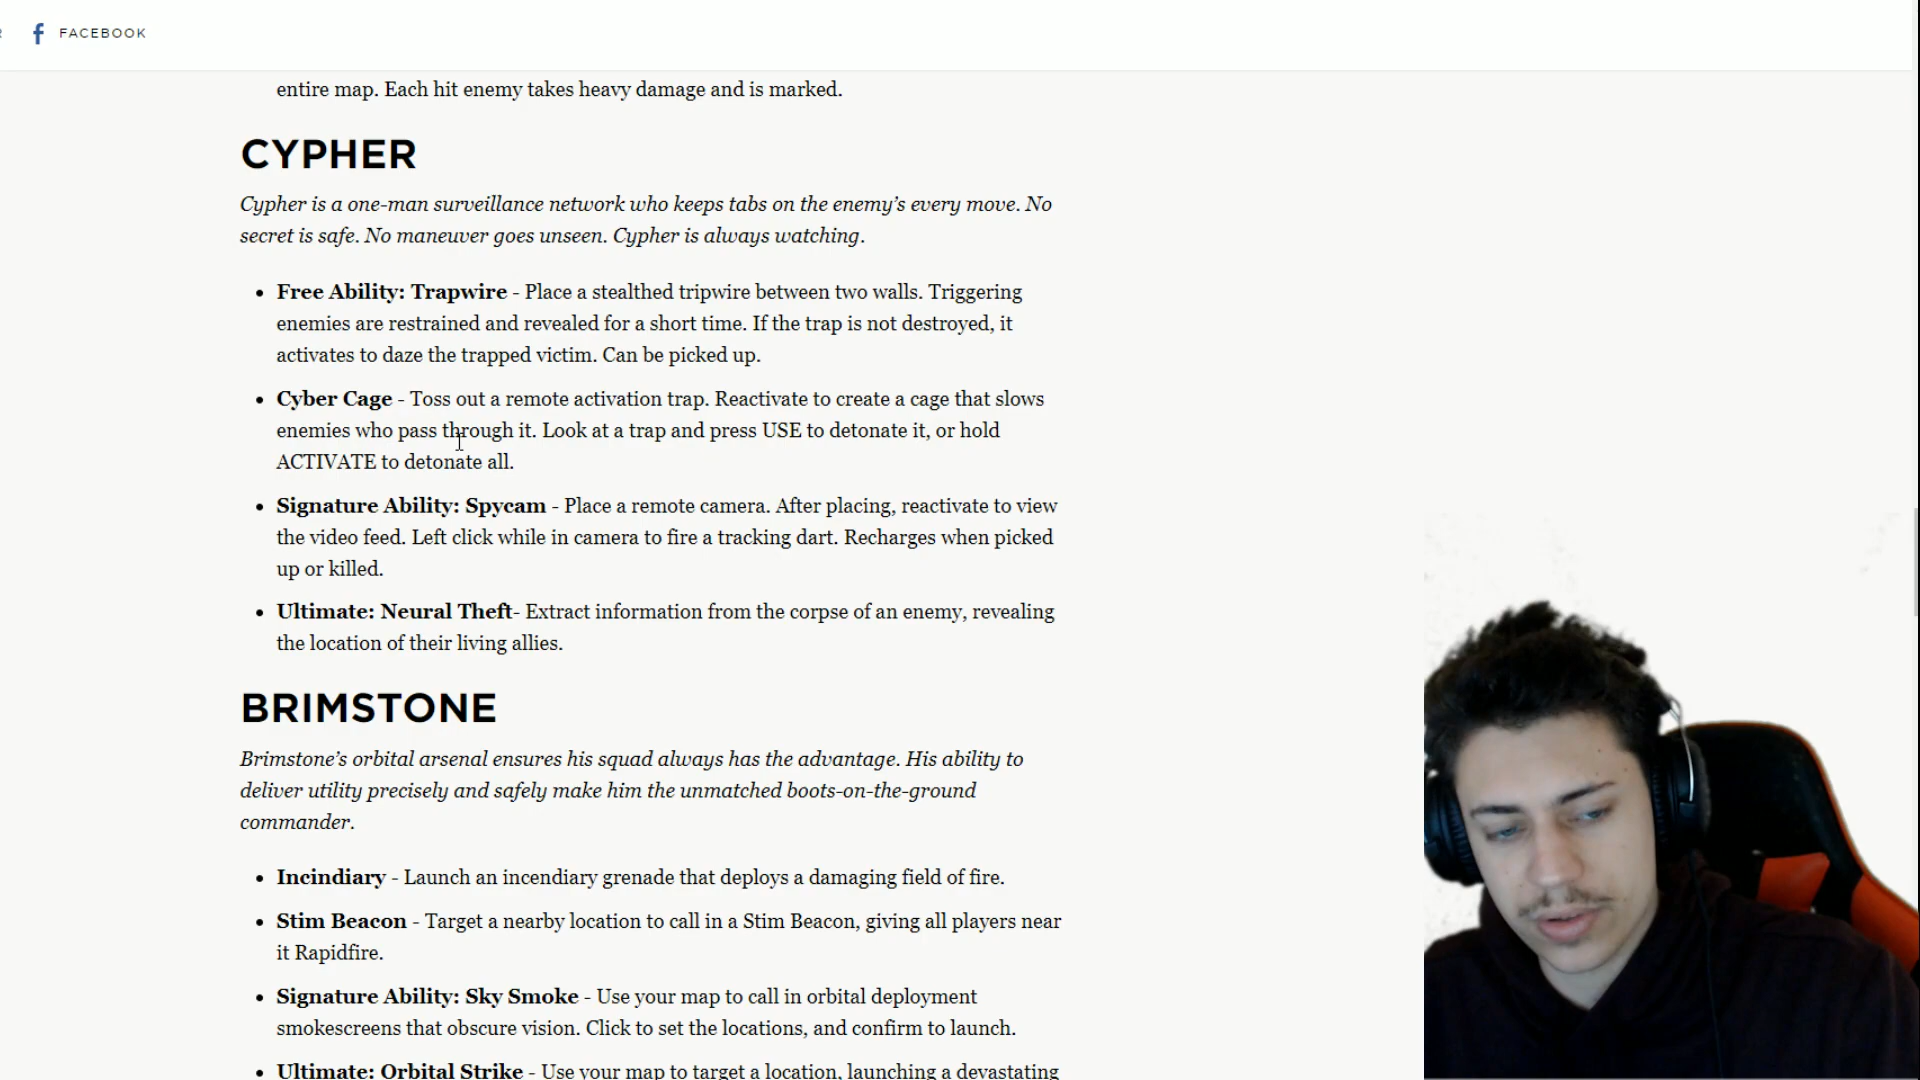 FACEBOOK
entire map. Each hit enemy takes heavy damage and is marked.
CYPHER
Cypher is a one-man surveillance network who keeps tabs on the enemy’s every move. No
secret is safe. No maneuver goes unseen. Cypher is always watching.
• Free Ability: Trapwire - Place a stealthed tripwire between two walls. Triggering
enemies are restrained and revealed for a short time. If the trap is not destroyed, it
activates to daze the trapped victim. Can be picked up.
• Cyber Cage - Toss out a remote activation trap. Reactivate to create a cage that slows
enemies who pass through it. Look at a trap and press USE to detonate it, or hold
ACTIVATE to detonate all.
• Signature Ability: Spycam - Place a remote camera. After placing, reactivate to view
the video feed. Left click while in camera to fire a tracking dart. Recharges when picked
up or killed.
• Ultimate: Neural Theft- Extract information from the corpse of an enemy, revealing
the location of their living allies.
BRIMSTONE
Brimstone’s orbital arsenal ensures his squad always has the advantage. His ability to
deliver utility precisely and safely make him the unmatched boots-on-the-ground
commander.
• Incindiary - Launch an incendiary grenade that deploys a damaging field of fire.
• Stim Beacon - Target a nearby location to call in a Stim Beacon, giving all players near
it Rapidfire.
• Signature Ability: Sky Smoke - Use your map to call in orbital deployment
smokescreens that obscure vision. Click to set the locations, and confirm to launch.
• Ultimate: Orbital Strike - Use your map to target a location, launching a devastating